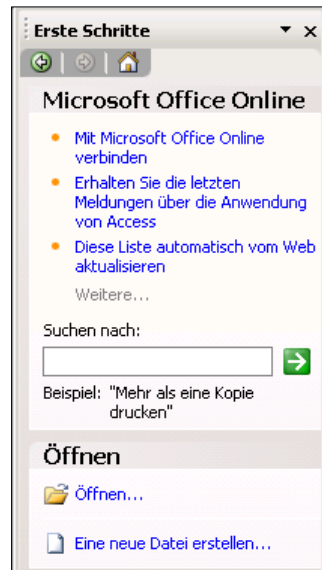 Erste Schritte
Microsoft Office Online
Mit Microsoft Office Online
verbinden
Erhalten Sie die letzten
Meldungen über die Anwendung
von Access
Diese Liste automatisch vom Web
aktualisieren
Weitere...
Suchen nach:
Beispiel: "Mehr als eine Kopie
drucken"
Öffnen
Öffnen...
Eine neue Datei erstellen...